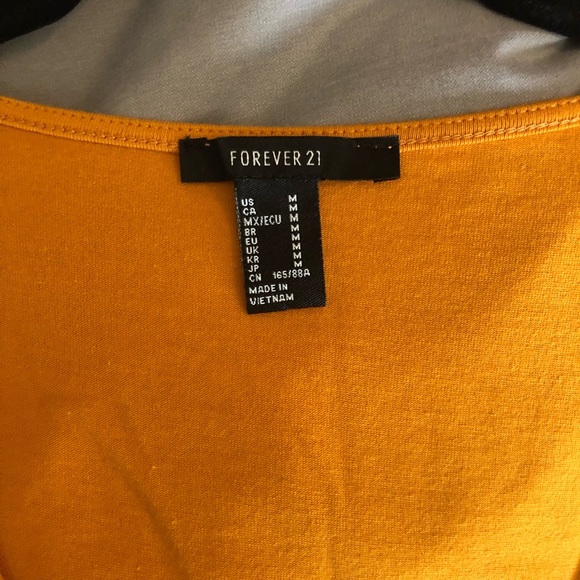 FOREVER 21
US M
CA M
MX/ECU M
BR M
EU M
UK M
KR M
JP M
CN 165/88A
MADE IN
VIETNAM